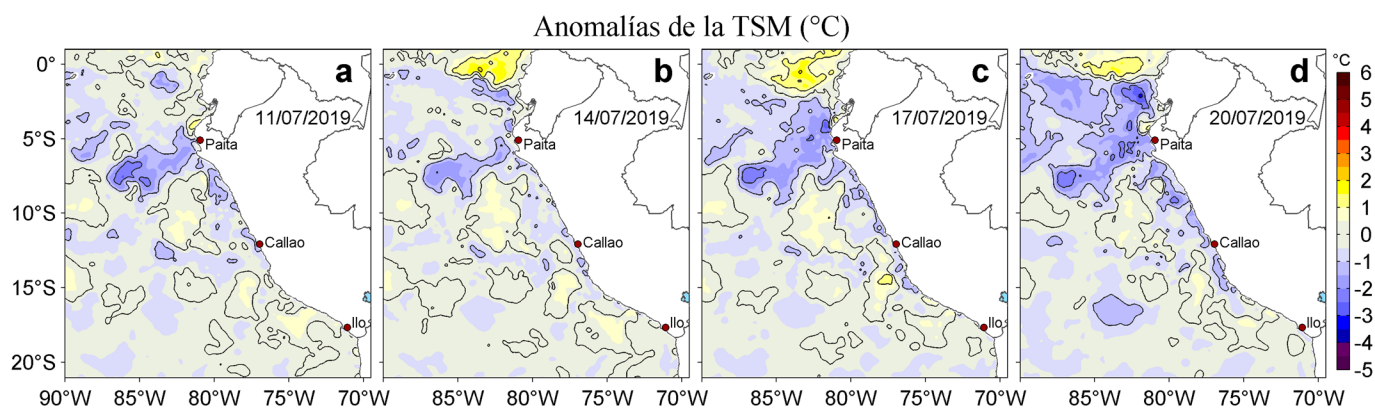 Anomalías de la TSM (°C)
a
b
c
d
11/07/2019
14/07/2019
17/07/2019
20/07/2019
Paita
Paita
Paita
Paita
Callao
Callao
Callao
Callao
Ilo
Ilo
Ilo
Ilo
0°
5°S
10°S
15°S
20°S
90°W 85°W 80°W 75°W 70°W
85°W 80°W 75°W 70°W
85°W 80°W 75°W 70°W
85°W 80°W 75°W 70°W
°C
6
5
4
3
2
1
0
-1
-2
-3
-4
-5